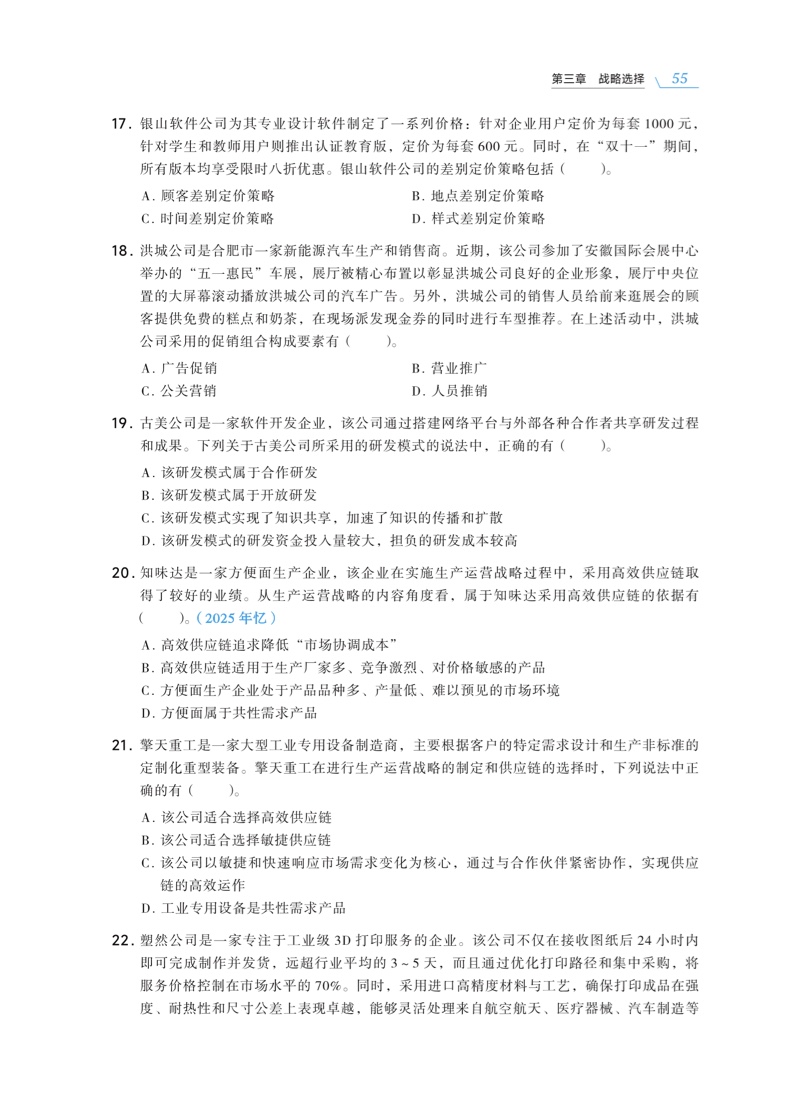 第三章　战略选择　55
17. 银山软件公司为其专业设计软件制定了一系列价格：针对企业用户定价为每套 1000 元，
针对学生和教师用户则推出认证教育版，定价为每套 600 元。同时，在“双十一”期间，
所有版本均享受限时八折优惠。银山软件公司的差别定价策略包括（　　）。
A. 顾客差别定价策略　　B. 地点差别定价策略
C. 时间差别定价策略　　D. 样式差别定价策略
18. 洪城公司是合肥市一家新能源汽车生产和销售商。近期，该公司参加了安徽国际会展中心
举办的“五一惠民”车展，展厅被精心布置以彰显洪城公司良好的企业形象，展厅中央位
置的大屏幕滚动播放洪城公司的汽车广告。另外，洪城公司的销售人员给前来逛展会的顾
客提供免费的糕点和奶茶，在现场派发现金券的同时进行车型推荐。在上述活动中，洪城
公司采用的促销组合构成要素有（　　）。
A. 广告促销　　B. 营业推广
C. 公关营销　　D. 人员推销
19. 古美公司是一家软件开发企业，该公司通过搭建网络平台与外部各种合作者共享研发过程
和成果。下列关于古美公司所采用的研发模式的说法中，正确的有（　　）。
A. 该研发模式属于合作研发
B. 该研发模式属于开放研发
C. 该研发模式实现了知识共享，加速了知识的传播和扩散
D. 该研发模式的研发资金投入量较大，担负的研发成本较高
20. 知味达是一家方便面生产企业，该企业在实施生产运营战略过程中，采用高效供应链取
得了较好的业绩。从生产运营战略的内容角度看，属于知味达采用高效供应链的依据有
（　　）。（2025 年忆）
A. 高效供应链追求降低“市场协调成本”
B. 高效供应链适用于生产厂家多、竞争激烈、对价格敏感的产品
C. 方便面生产企业处于产品品种多、产量低、难以预见的市场环境
D. 方便面属于共性需求产品
21. 擎天重工是一家大型工业专用设备制造商，主要根据客户的特定需求设计和生产非标准的
定制化重型装备。擎天重工在进行生产运营战略的制定和供应链的选择时，下列说法中正
确的有（　　）。
A. 该公司适合选择高效供应链
B. 该公司适合选择敏捷供应链
C. 该公司以敏捷和快速响应市场需求变化为核心，通过与合作伙伴紧密协作，实现供应
链的高效运作
D. 工业专用设备是共性需求产品
22. 塑然公司是一家专注于工业级 3D 打印服务的企业。该公司不仅在接收图纸后 24 小时内
即可完成制作并发货，远超行业平均的 3 ~ 5 天，而且通过优化打印路径和集中采购，将
服务价格控制在市场水平的 70%。同时，采用进口高精度材料与工艺，确保打印成品在强
度、耐热性和尺寸公差上表现卓越，能够灵活处理来自航空航天、医疗器械、汽车制造等